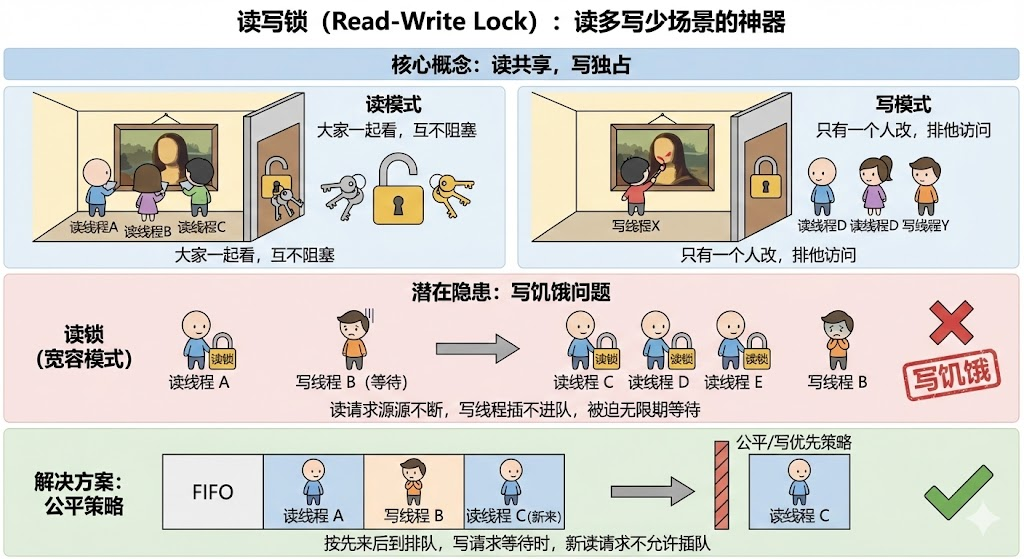 读写锁（Read-Write Lock）：读多写少场景的神器
核心概念：读共享，写独占
读模式
大家一起看，互不阻塞
读线程A
读线程B
读线程C
大家一起看，互不阻塞
写模式
只有一个人改，排他访问
写线程X
读线程D
读线程D
写线程Y
只有一个人改，排他访问
潜在隐患：写饥饿问题
读锁
（宽容模式）
读锁
读线程 A
写线程 B（等待）
读锁
读线程 C
读锁
读线程 D
读锁
读线程 E
写线程 B
写饥饿
读请求源源不断，写线程插不进队，被迫无限期等待
解决方案：
公平策略
FIFO
读线程 A
写线程 B
读线程 C(新来)
公平/写优先策略
读线程 C
按先来后到排队，写请求等待时，新读请求不允许插队